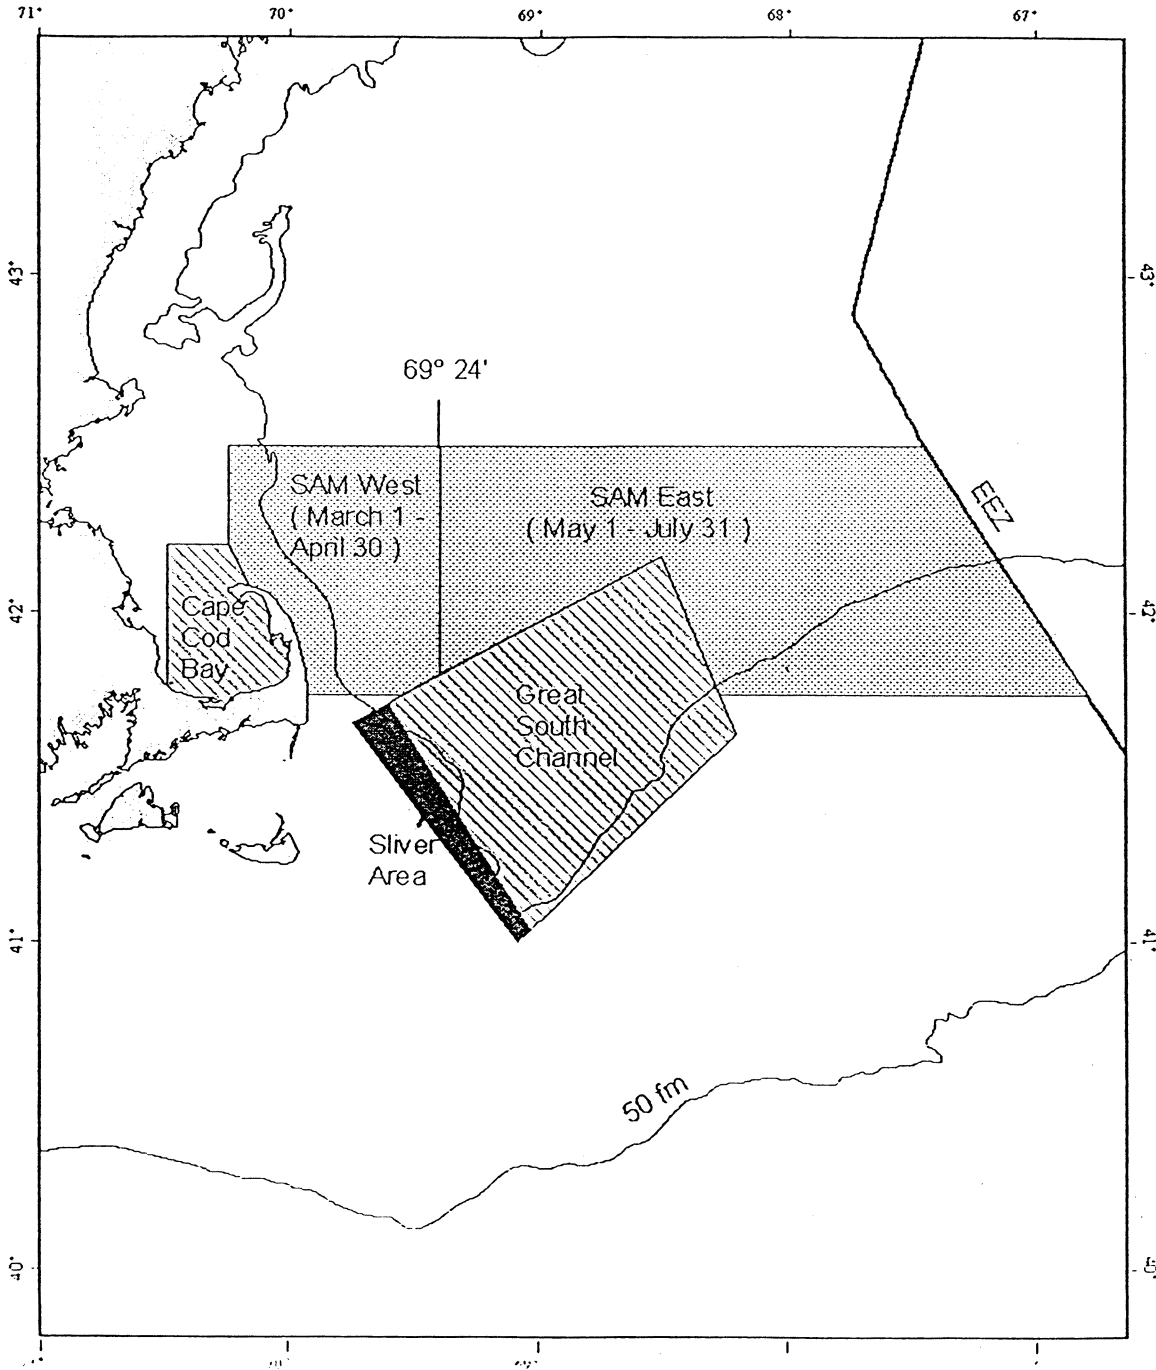 71° 70° 69° 68° 67°
43° 43°
69° 24'
SAM West
( March 1 -
April 30 )
SAM East
( May 1 - July 31 )
EEZ
42° 42°
Cape
Cod
Bay
Great
South
Channel
Sliver
Area
41° 41°
50 fm
40° 40°